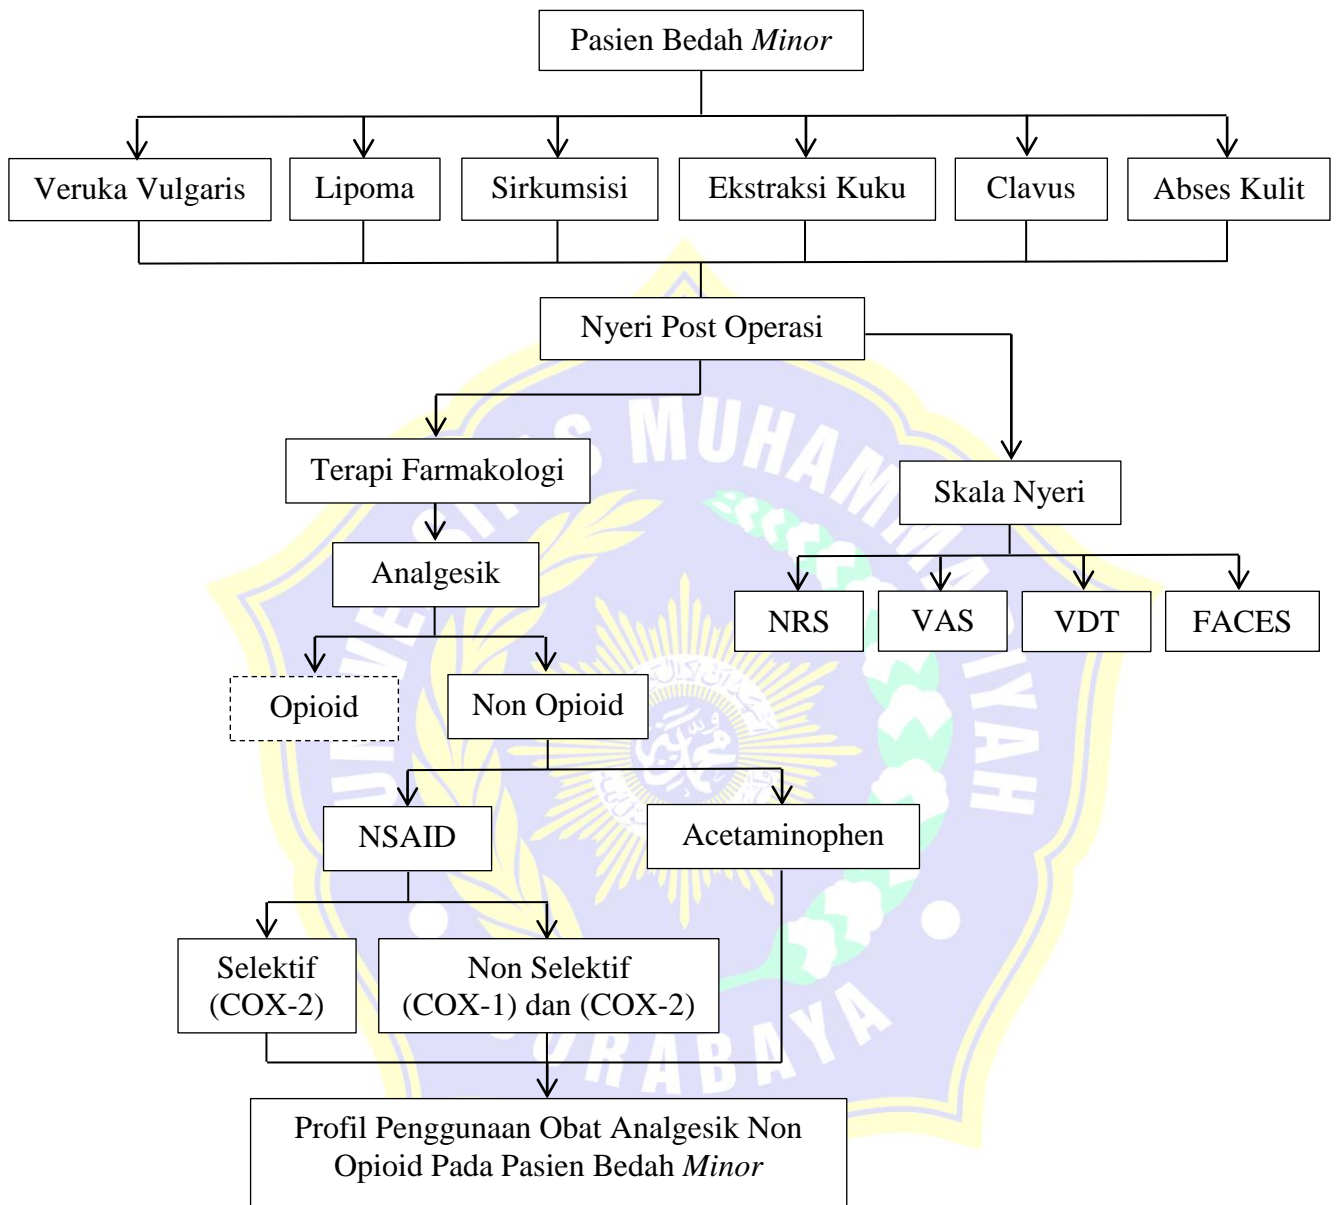 Pasien Bedah Minor
Veruka Vulgaris
Lipoma
Sirkumsisi
Ekstraksi Kuku
Clavus
Abses Kulit
Nyeri Post Operasi
Terapi Farmakologi
Skala Nyeri
Analgesik
NRS
VAS
VDT
FACES
Opioid
Non Opioid
NSAID
Acetaminophen
Selektif
(COX-2)
Non Selektif
(COX-1) dan (COX-2)
Profil Penggunaan Obat Analgesik Non
Opioid Pada Pasien Bedah Minor
MUHAMMADIYAH
SURABAYA